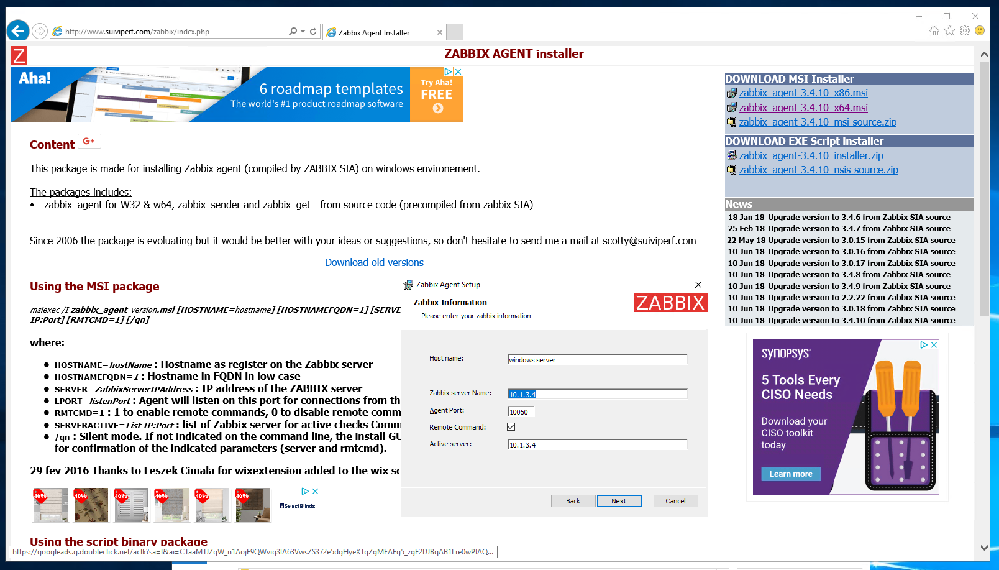 http://www.suiviperf.com/zabbix/index.php
Zabbix Agent Installer
Z
ZABBIX AGENT installer
Aha!
6 roadmap templates
The world's #1 product roadmap software
Try Aha!
FREE
Content G+
This package is made for installing Zabbix agent (compiled by ZABBIX SIA) on windows environement.
The packages includes:
• zabbix_agent for W32 & w64, zabbix_sender and zabbix_get - from source code (precompiled from zabbix SIA)
Since 2006 the package is evoluating but it would be better with your ideas or suggestions, so don't hesitate to send me a mail at scotty@suiviperf.com
Download old versions
Using the MSI package
msiexec /I zabbix_agent-version.msi [HOSTNAME=hostname] [HOSTNAMEFQDN=1] [SERVE
IP:Port] [RMTCMD=1] [/qn]
where:
• HOSTNAME=hostName : Hostname as register on the Zabbix server
• HOSTNAMEFQDN=1 : Hostname in FQDN in low case
• SERVER=ZabbixServerIPAddress : IP address of the ZABBIX server
• LPORT=listenPort : Agent will listen on this port for connections from th
• RMTCMD=1 : 1 to enable remote commands, 0 to disable remote comm
• SERVERACTIVE=List IP:Port : list of Zabbix server for active checks Comm
• /qn : Silent mode. If not indicated on the command line, the install GU
for confirmation of the indicated parameters (server and rmtcmd).
29 fev 2016 Thanks to Leszek Cimala for wixextension added to the wix sc
46% 46% 46% 46% 46% 46%
SelectBlinds
Using the script binary package
DOWNLOAD MSI Installer
zabbix_agent-3.4.10_x86.msi
zabbix_agent-3.4.10_x64.msi
zabbix_agent-3.4.10_msi-source.zip
DOWNLOAD EXE Script installer
zabbix_agent-3.4.10_installer.zip
zabbix_agent-3.4.10_nsis-source.zip
News
18 Jan 18 Upgrade version to 3.4.6 from Zabbix SIA source
25 Feb 18 Upgrade version to 3.4.7 from Zabbix SIA source
22 May 18 Upgrade version to 3.0.15 from Zabbix SIA source
10 Jun 18 Upgrade version to 3.0.16 from Zabbix SIA source
10 Jun 18 Upgrade version to 3.0.17 from Zabbix SIA source
10 Jun 18 Upgrade version to 3.4.8 from Zabbix SIA source
10 Jun 18 Upgrade version to 3.4.9 from Zabbix SIA source
10 Jun 18 Upgrade version to 2.2.22 from Zabbix SIA source
10 Jun 18 Upgrade version to 3.0.18 from Zabbix SIA source
10 Jun 18 Upgrade version to 3.4.10 from Zabbix SIA source
SYNOPSYS
5 Tools Every
CISO Needs
Download your
CISO toolkit
today
Learn more
Zabbix Agent Setup
Zabbix Information
Please enter your zabbix information
ZABBIX
Host name: windows server
Zabbix server Name: 10.1.3.4
Agent Port: 10050
Remote Command:
Active server: 10.1.3.4
Back Next Cancel